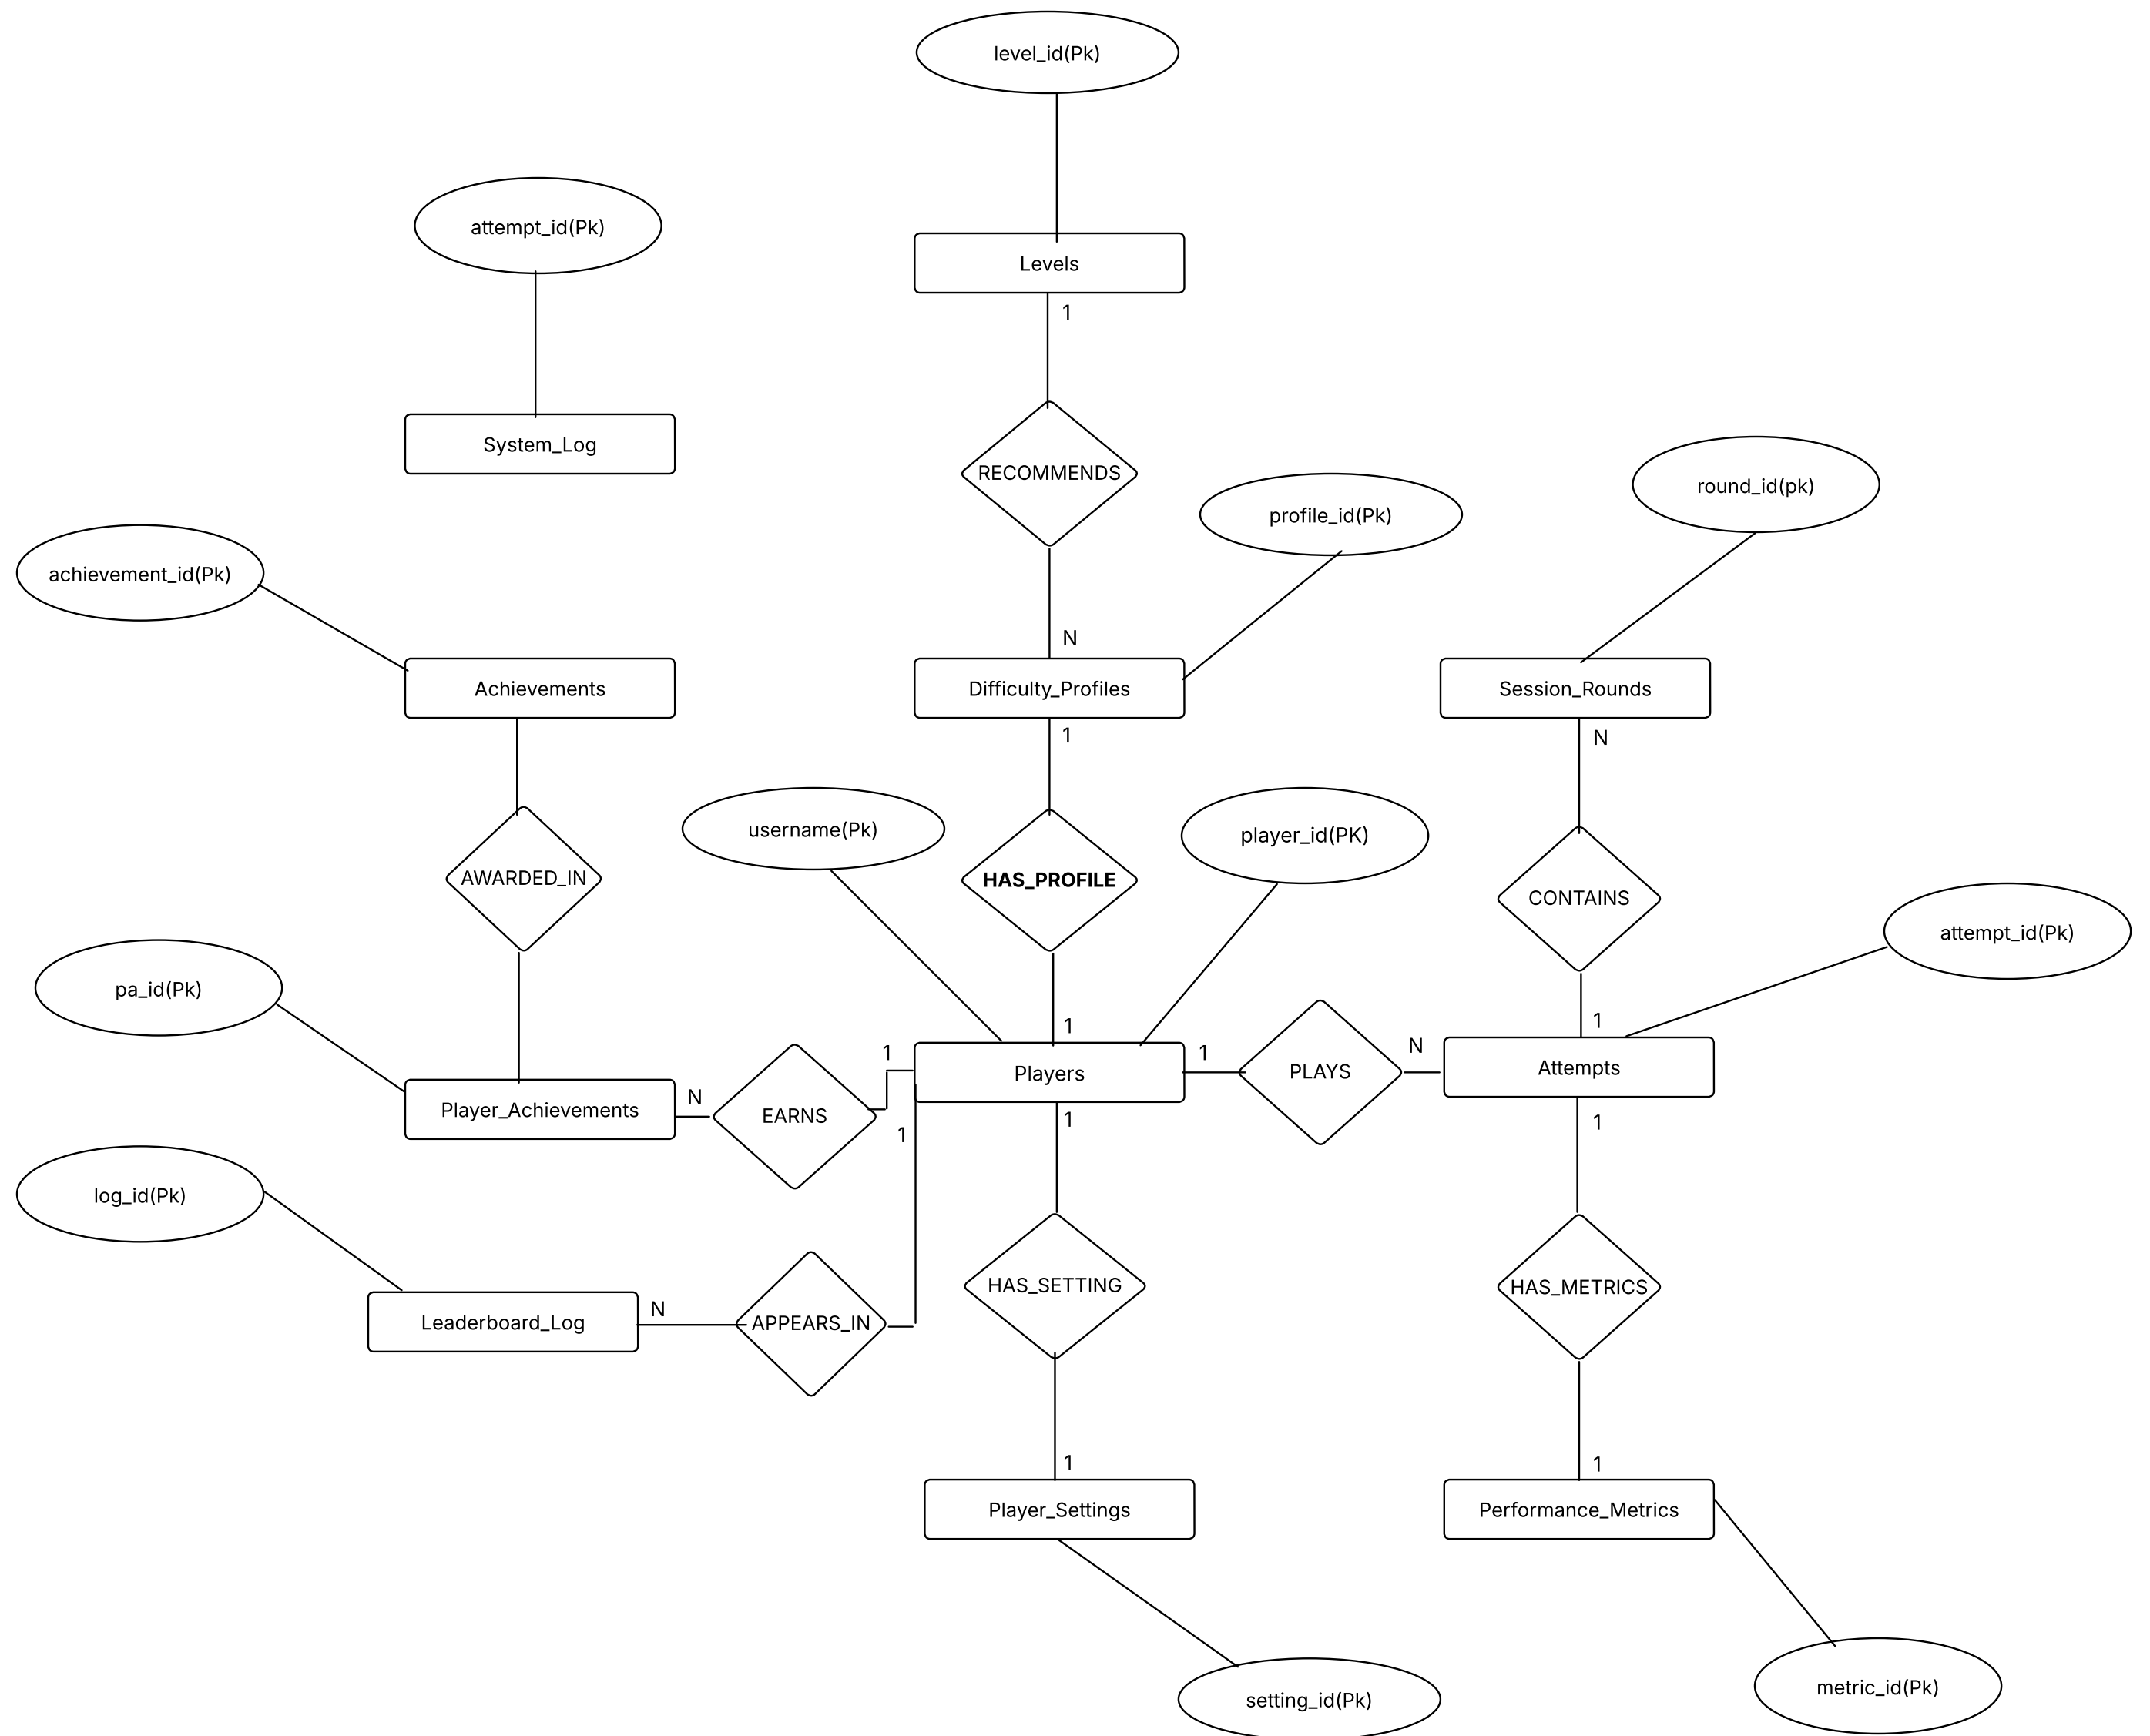 level_id(Pk)
attempt_id(Pk)
Levels
1
System_Log
RECOMMENDS
profile_id(Pk)
round_id(pk)
achievement_id(Pk)
N
Achievements
Difficulty_Profiles
Session_Rounds
1
N
username(Pk)
player_id(PK)
AWARDED_IN
HAS_PROFILE
CONTAINS
attempt_id(Pk)
pa_id(Pk)
1
1
1
1
N
Players
PLAYS
Attempts
N
Player_Achievements
EARNS
1
1
1
log_id(Pk)
HAS_SETTING
HAS_METRICS
N
Leaderboard_Log
APPEARS_IN
1
1
Player_Settings
Performance_Metrics
metric_id(Pk)
setting_id(Pk)